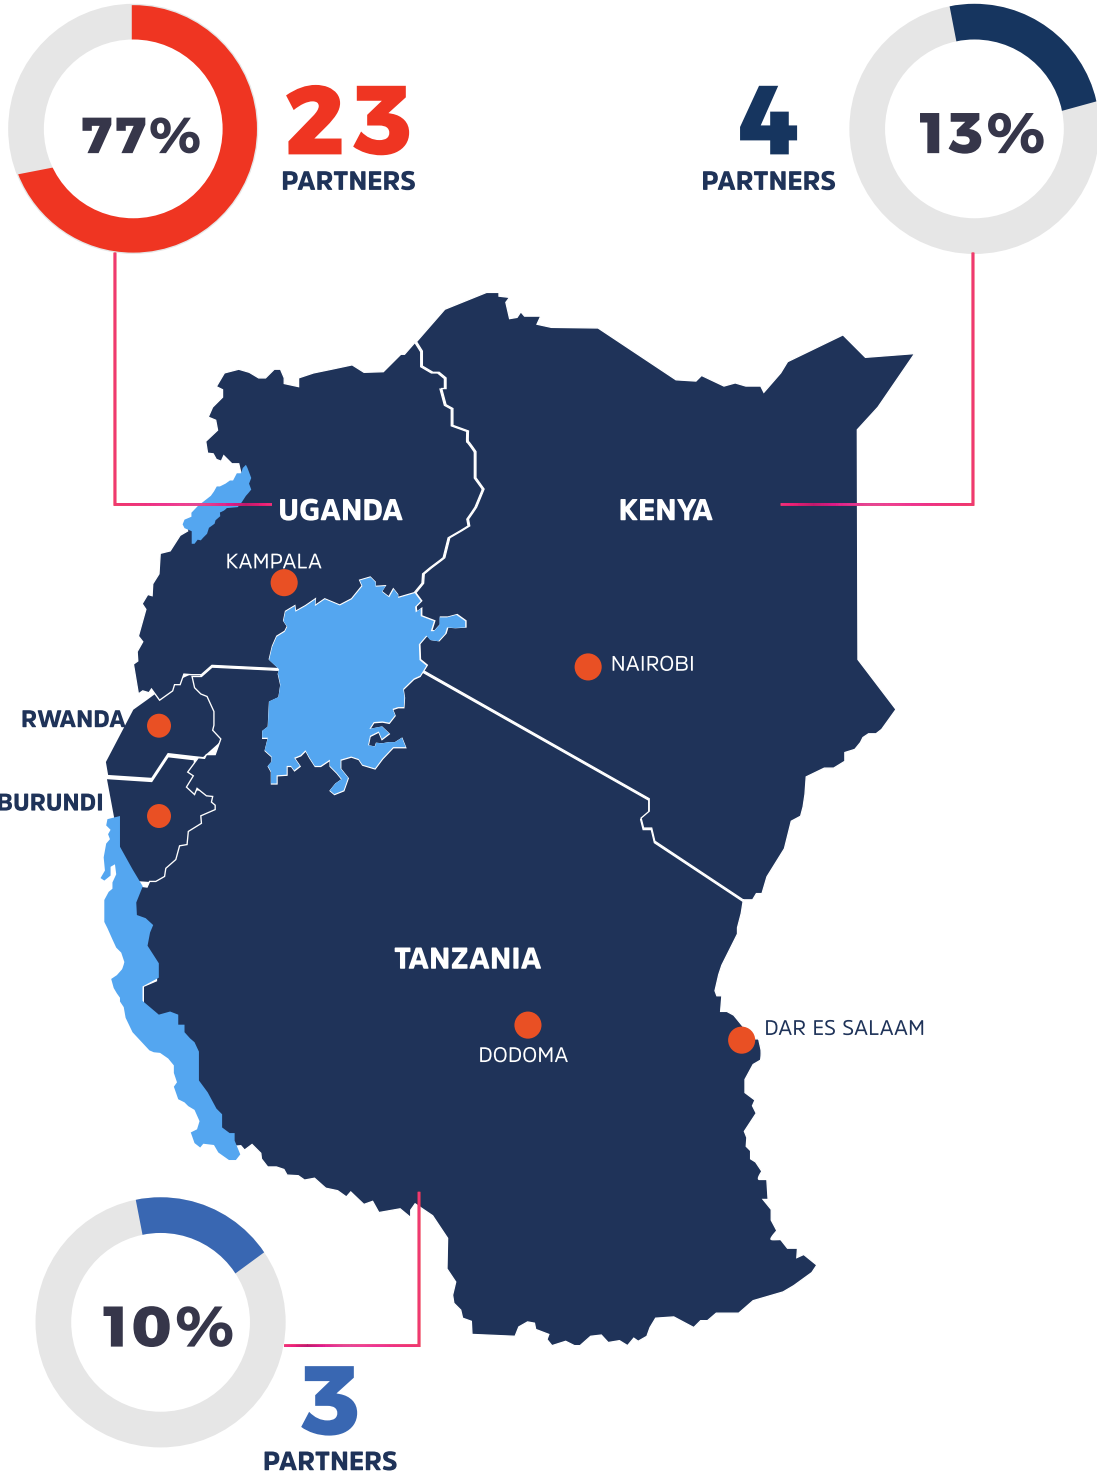 77%
23
PARTNERS
4
PARTNERS
13%
UGANDA
KENYA
KAMPALA
NAIROBI
RWANDA
BURUNDI
TANZANIA
DODOMA
DAR ES SALAAM
10%
3
PARTNERS